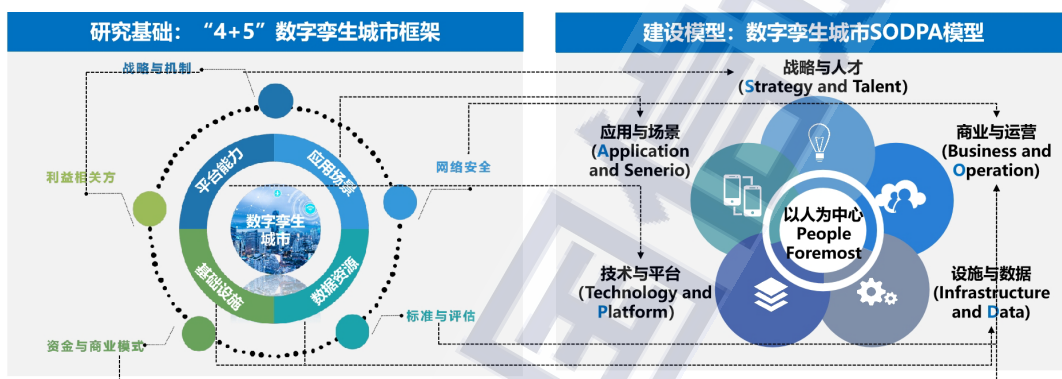 研究基础：“4+5”数字孪生城市框架
战略与机制
利益相关方
网络安全
平台能力
应用场景
数字孪生
城市
基础设施
数据资源
标准与评估
资金与商业模式
建设模型：数字孪生城市SODPA模型
战略与人才
(Strategy and Talent)
应用与场景
(Application
and Senerio)
商业与运营
(Business and
Operation)
以人为中心
People
Foremost
技术与平台
(Technology and
Platform)
设施与数据
(Infrastructure
and Data)